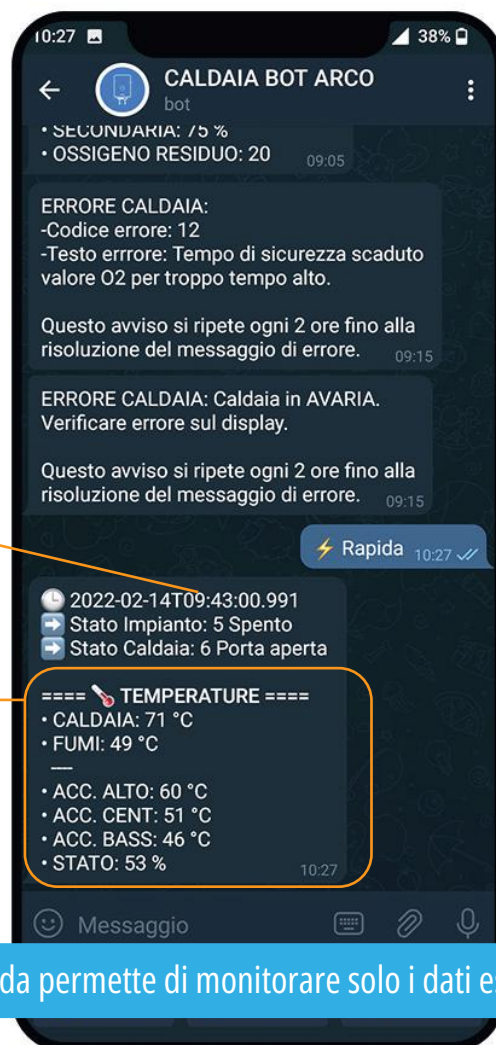 10:27 38%
CALDAIA BOT ARCO
bot
• SECONDARIA: 75 %
• OSSIGENO RESIDUO: 20 09:05
ERRORE CALDAIA:
-Codice errore: 12
-Testo errrore: Tempo di sicurezza scaduto
valore O2 per troppo tempo alto.
Questo avviso si ripete ogni 2 ore fino alla
risoluzione del messaggio di errore. 09:15
ERRORE CALDAIA: Caldaia in AVARIA.
Verificare errore sul display.
Questo avviso si ripete ogni 2 ore fino alla
risoluzione del messaggio di errore. 09:15
⚡ Rapida 10:27
2022-02-14T09:43:00.991
➡ Stato Impianto: 5 Spento
➡ Stato Caldaia: 6 Porta aperta
==== 🌡 TEMPERATURE ====
• CALDAIA: 71 °C
• FUMI: 49 °C
—
• ACC. ALTO: 60 °C
• ACC. CENT: 51 °C
• ACC. BASS: 46 °C
• STATO: 53 % 10:27
Messaggio
da permette di monitorare solo i dati es